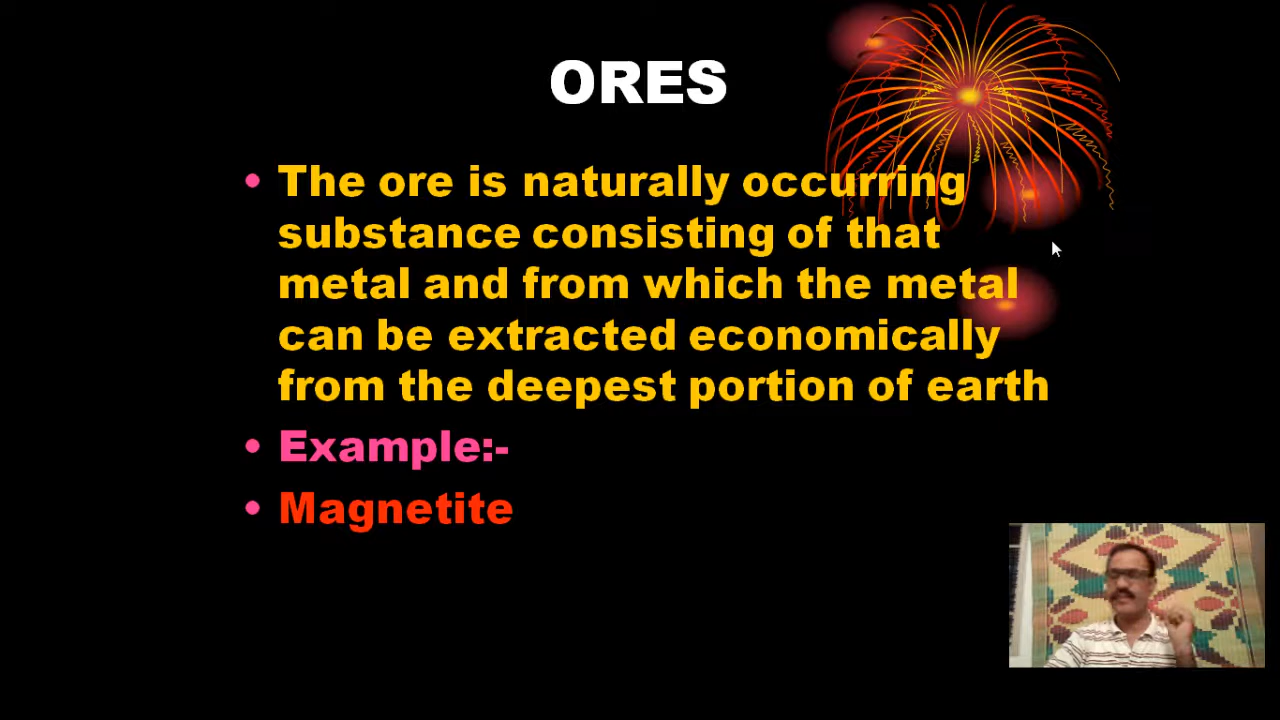 ORES
• The ore is naturally occurring
substance consisting of that
metal and from which the metal
can be extracted economically
from the deepest portion of earth
• Example:-
• Magnetite